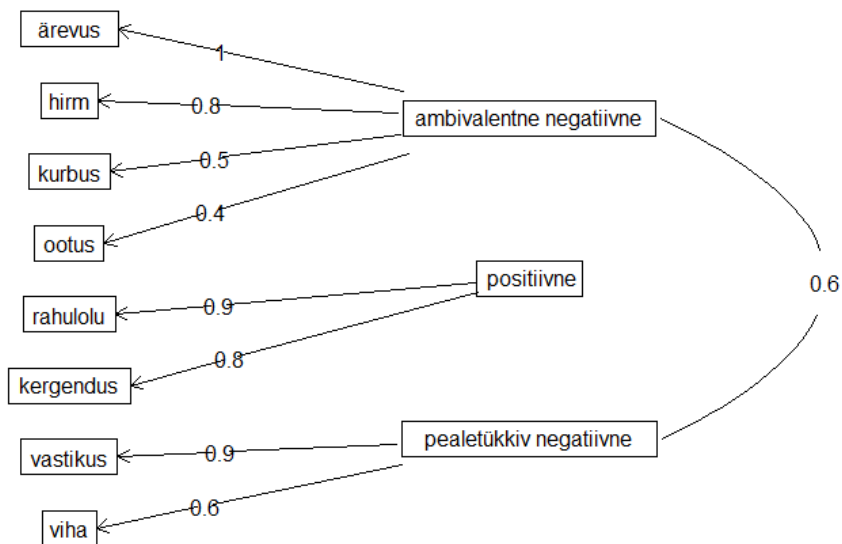 ärevus
1
hirm
0.8
ambivalentne negatiivne
kurbus
0.5
ootus
0.4
positiivne
0.6
rahulolu
0.9
kergendus
0.8
pealetükkiv negatiivne
vastikus
0.9
viha
0.6